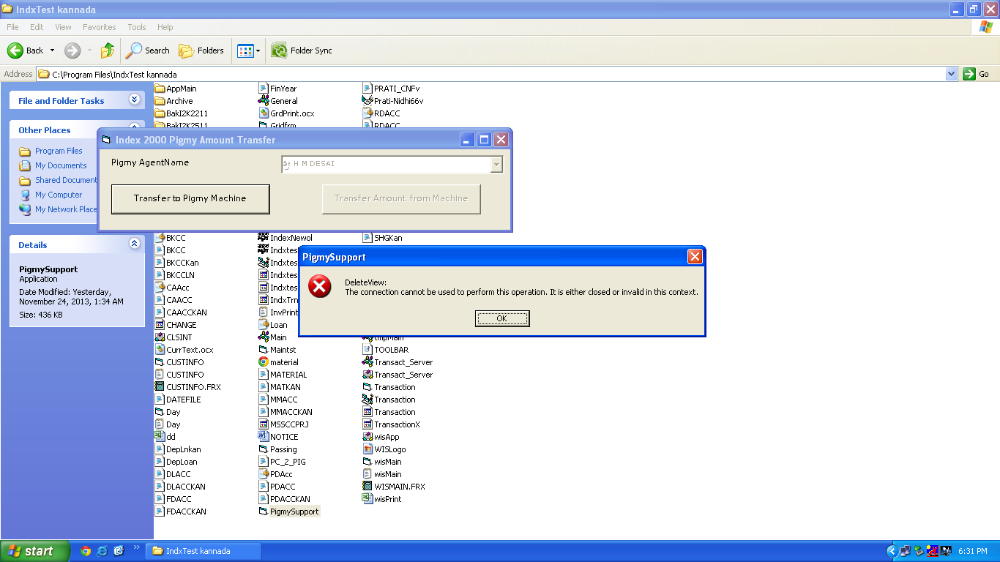 IndxTest kannada
File Edit View Favorites Tools Help
Back Search Folders Folder Sync
Address C:\Program Files\IndxTest kannada Go
File and Folder Tasks
Other Places
Program Files
My Documents
Shared Document
My Computer
My Network Place
Details
PigmySupport
Application
Date Modified: Yesterday,
November 24, 2013, 1:34 AM
Size: 436 KB
AppMain FinYear PRATI_CNFv
Archive General Prati-Nidhi66v
BakI2K2211 GrdPrint.ocx RDACC
BakI2K2511 Gridfrm RDACC
Index 2000 Pigmy Amount Transfer
Pigmy AgentName
H M DESAI
Transfer to Pigmy Machine Transfer Amount from Machine
BKCC IndexNewol SHGKan
BKCC Indxtes
BKCCKan Indxtes
BKCCLN Indxtes
CAAcc Indxtes
CAACC IndxTrn
CAACCKAN InvPrint
CHANGE Loan
PigmySupport
DeleteView:
The connection cannot be used to perform this operation. It is either closed or invalid in this context.
OK
CLSINT Main tmpMain
CurrText.ocx Maintst TOOLBAR
CUSTINFO material Transact_Server
CUSTINFO MATERIAL Transact_Server
CUSTINFO.FRX MATKAN Transaction
DATEFILE MMACC Transaction
Day MMACCKAN Transaction
Day MSSCCPRJ TransactionX
dd NOTICE wisApp
DepLnkan Passing WISLogo
DepLoan PC_2_PIG wisMain
DLACC PDAcc wisMain
DLACCKAN PDACC WISMAIN.FRX
FDACC PDACCKAN wisPrint
FDACCKAN PigmySupport
start IndxTest kannada 6:31 PM